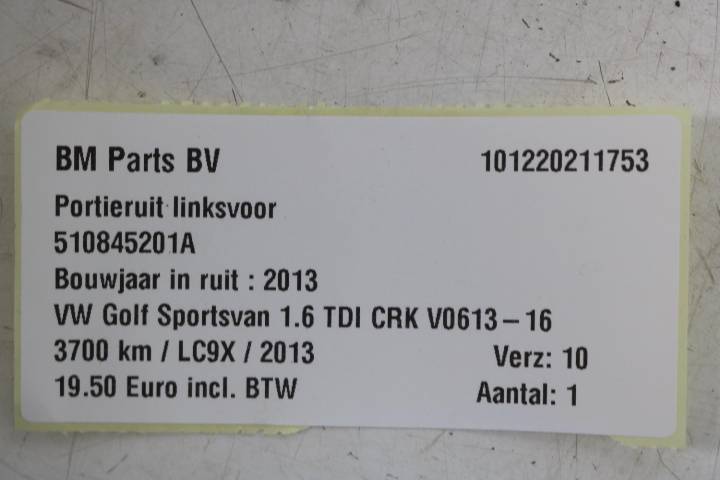 BM Parts BV 101220211753
Portieruit linksvoor
510845201A
Bouwjaar in ruit : 2013
VW Golf Sportsvan 1.6 TDI CRK V0613-16
3700 km / LC9X / 2013 Verz: 10
19.50 Euro incl. BTW Aantal: 1